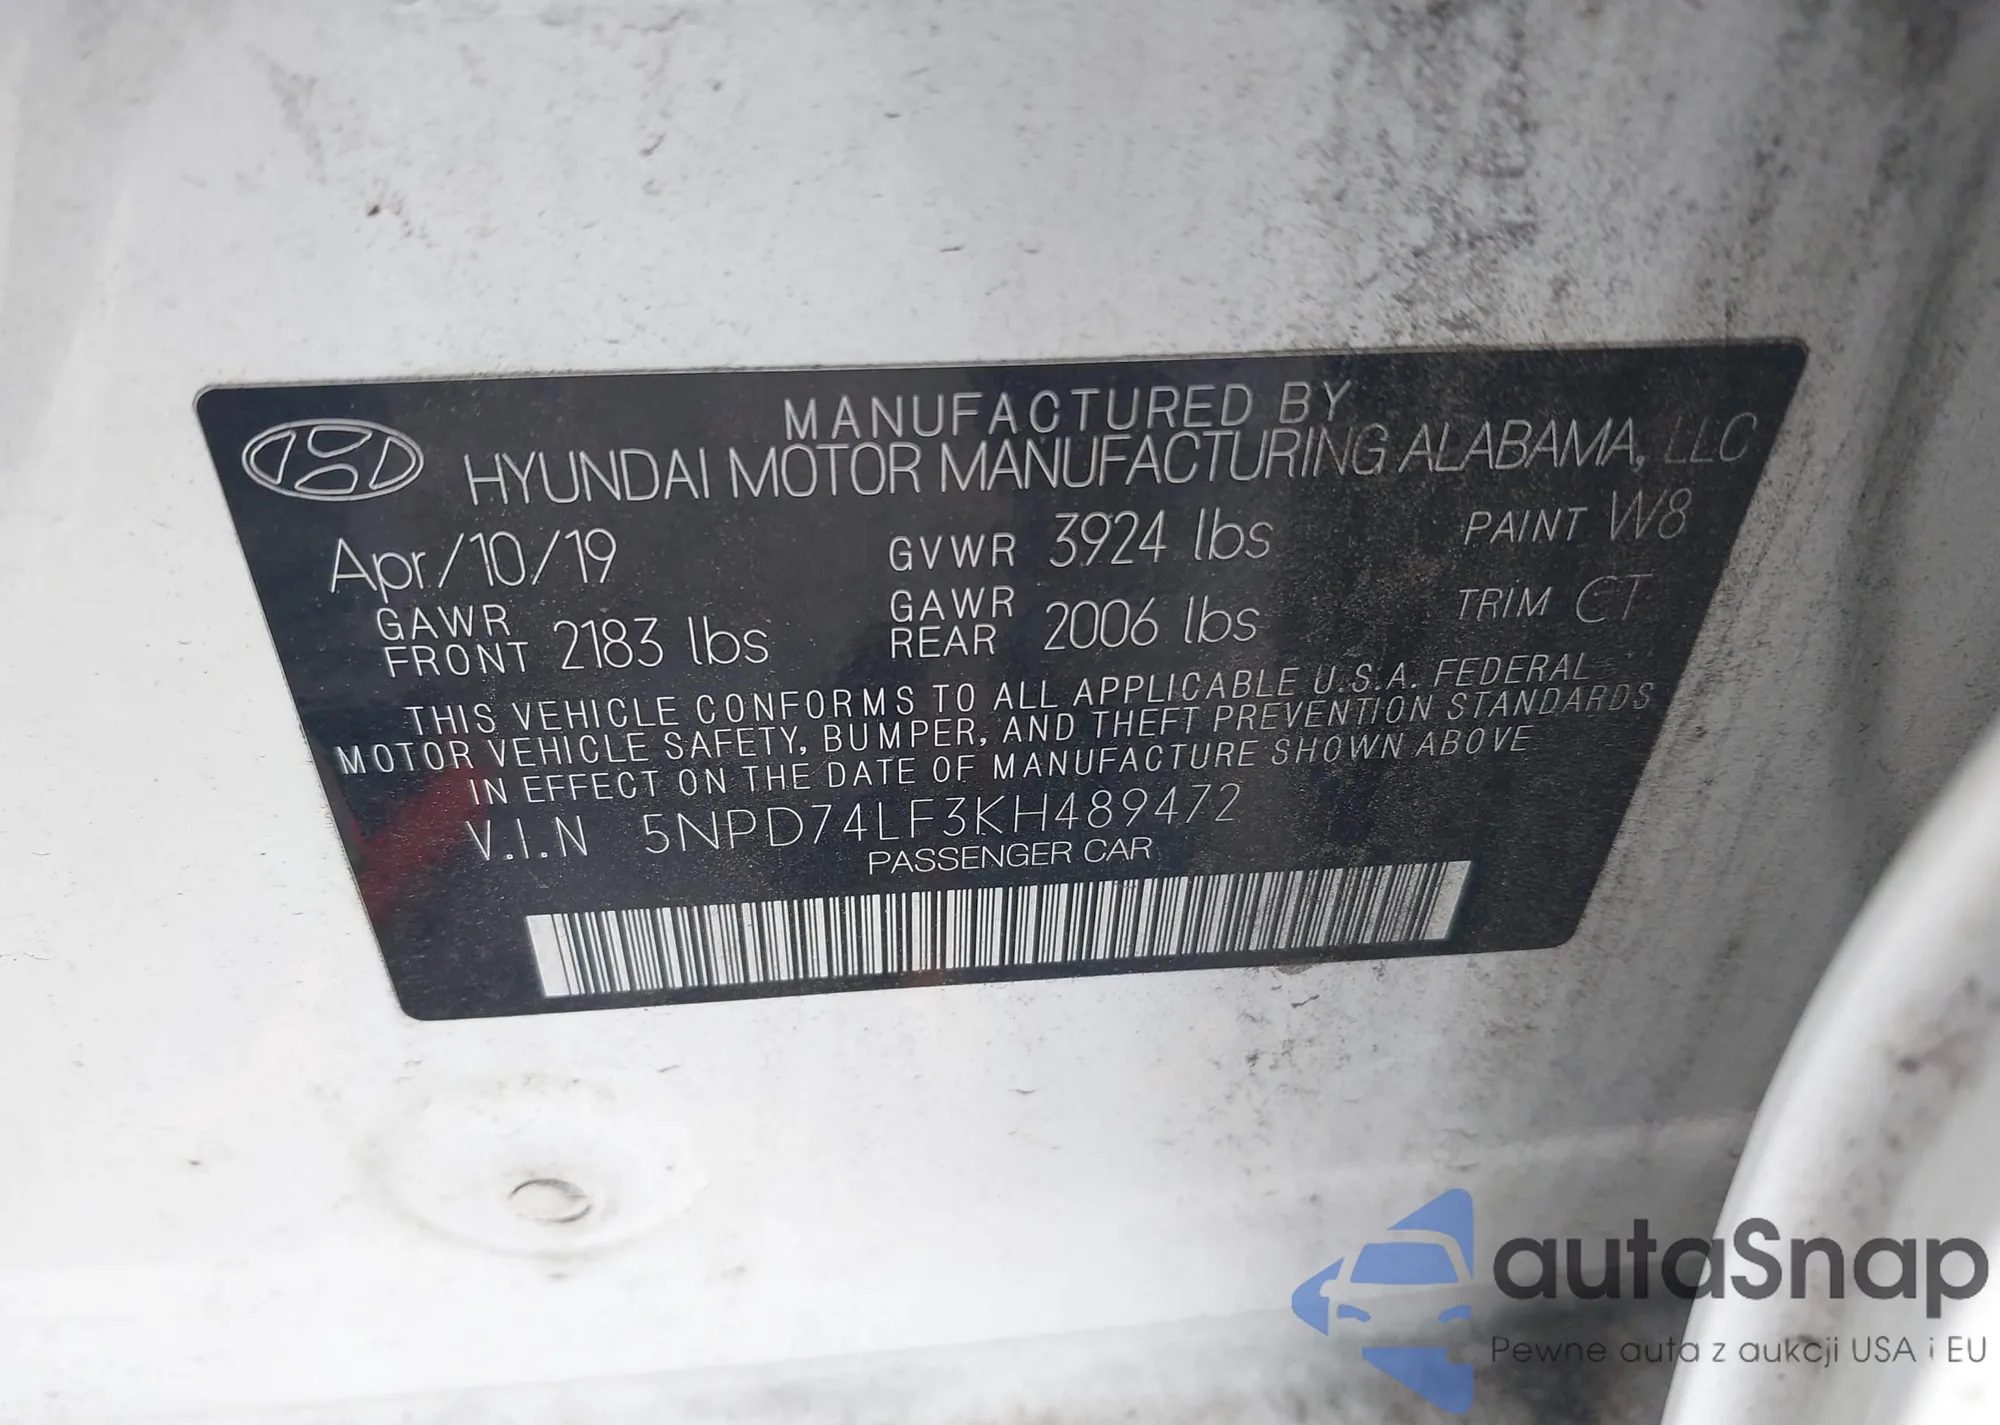 MANUFACTURED BY
HYUNDAI MOTOR MANUFACTURING ALABAMA, LLC
Apr/10/19 GVWR 3924 lbs PAINT W8
GAWR FRONT 2183 lbs GAWR REAR 2006 lbs TRIM CT
THIS VEHICLE CONFORMS TO ALL APPLICABLE U.S.A. FEDERAL
MOTOR VEHICLE SAFETY, BUMPER, AND THEFT PREVENTION STANDARDS
IN EFFECT ON THE DATE OF MANUFACTURE SHOWN ABOVE
V.I.N 5NPD74LF3KH489472
PASSENGER CAR
autaSnap
Pewne auta z aukcji USA i EU